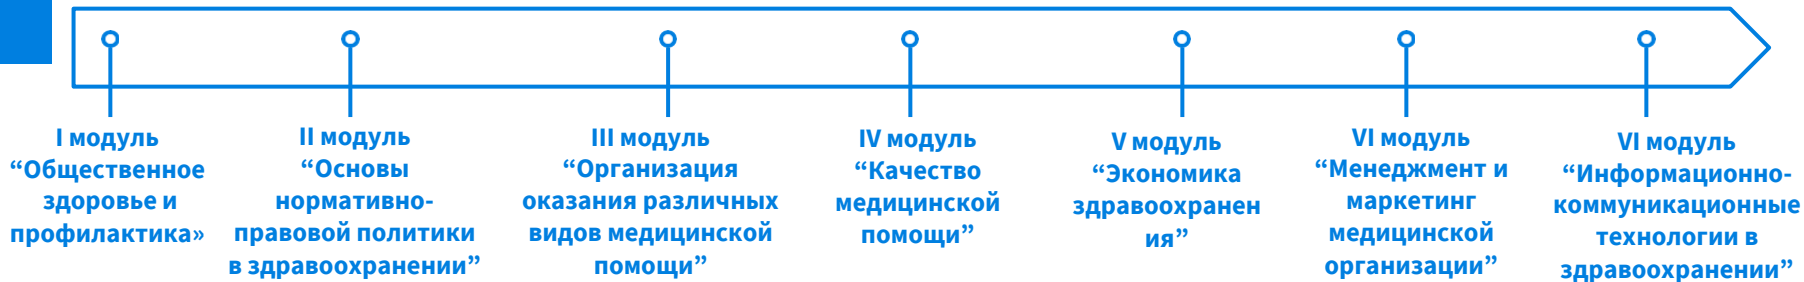 I модуль
“Общественное
здоровье и
профилактика»
II модуль
“Основы
нормативно-
правовой политики
в здравоохранении”
III модуль
“Организация
оказания различных
видов медицинской
помощи”
IV модуль
“Качество
медицинской
помощи”
V модуль
“Экономика
здравоохранен
ия”
VI модуль
“Менеджмент и
маркетинг
медицинской
организации”
VI модуль
“Информационно-
коммуникационные
технологии в
здравоохранении”